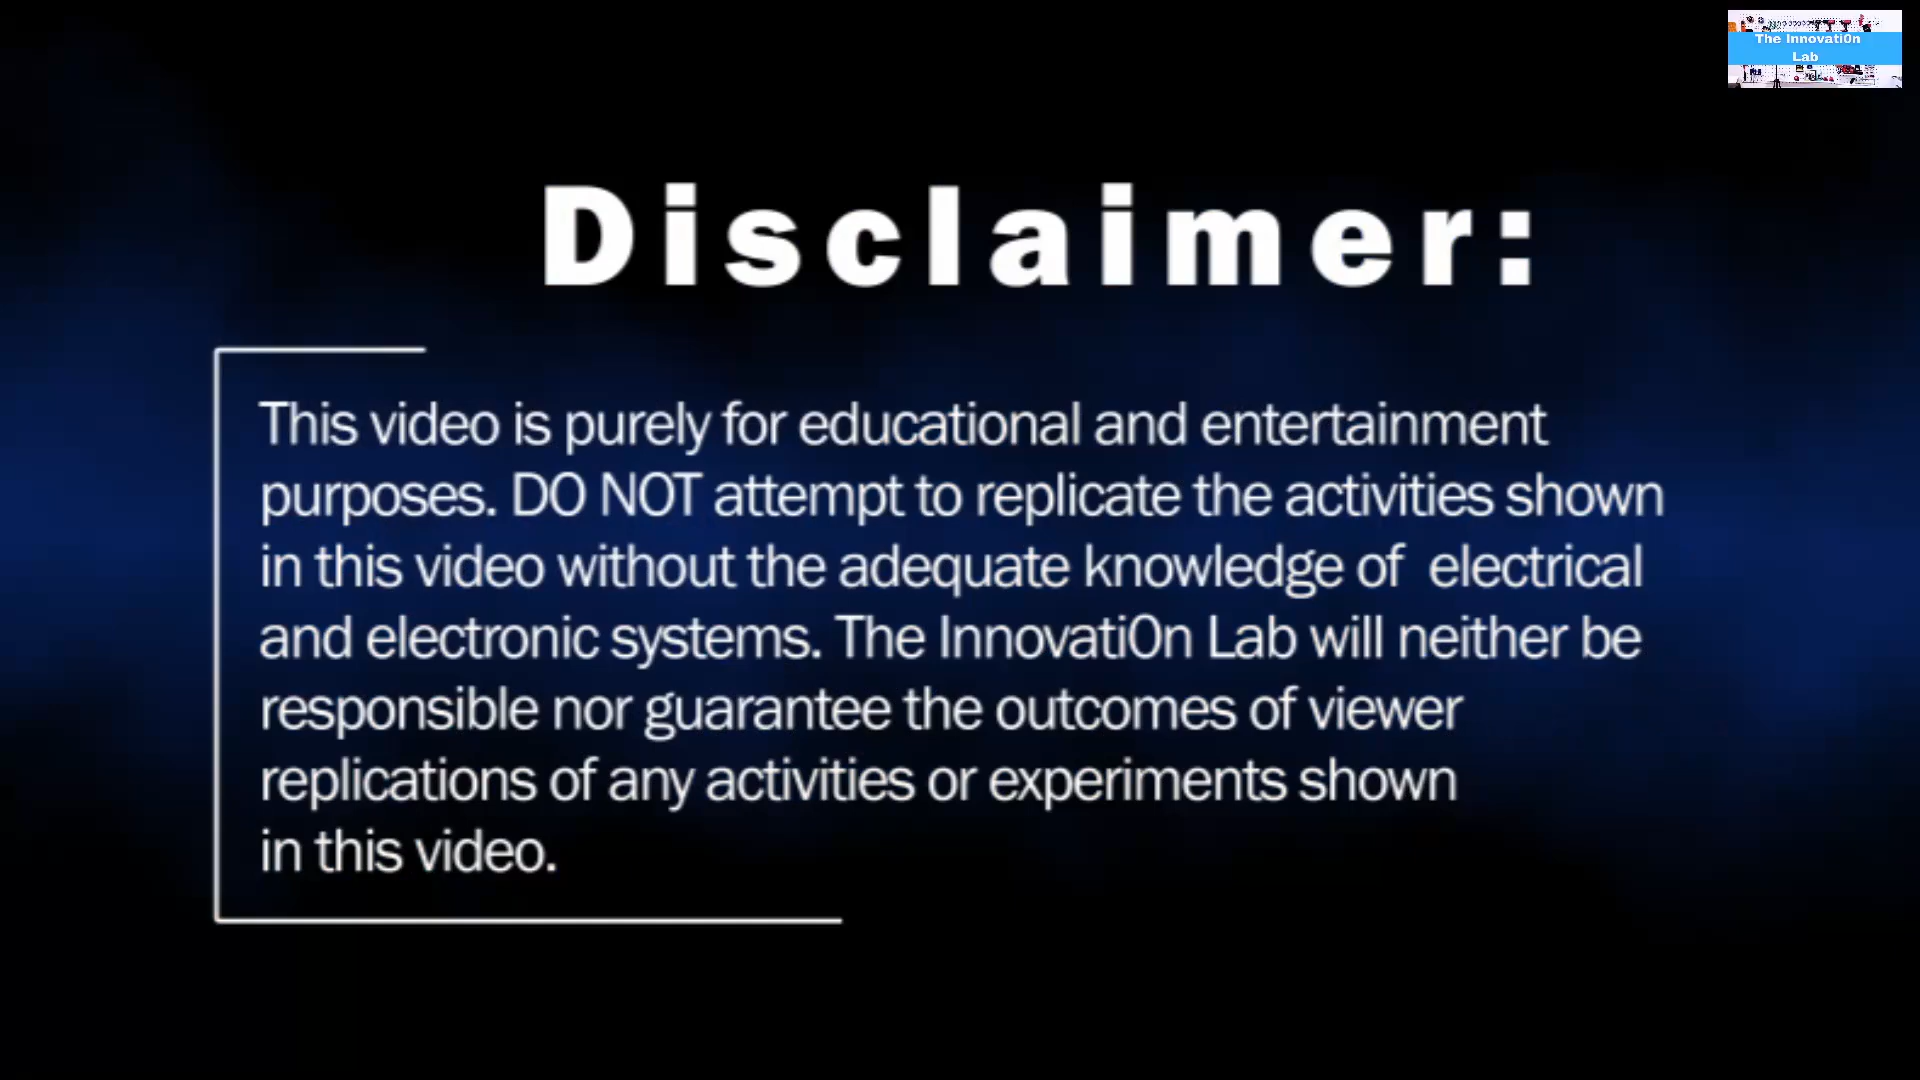 The Innovati0n
Lab
Disclaimer:
This video is purely for educational and entertainment
purposes. DO NOT attempt to replicate the activities shown
in this video without the adequate knowledge of  electrical
and electronic systems. The Innovati0n Lab will neither be
responsible nor guarantee the outcomes of viewer
replications of any activities or experiments shown
in this video.